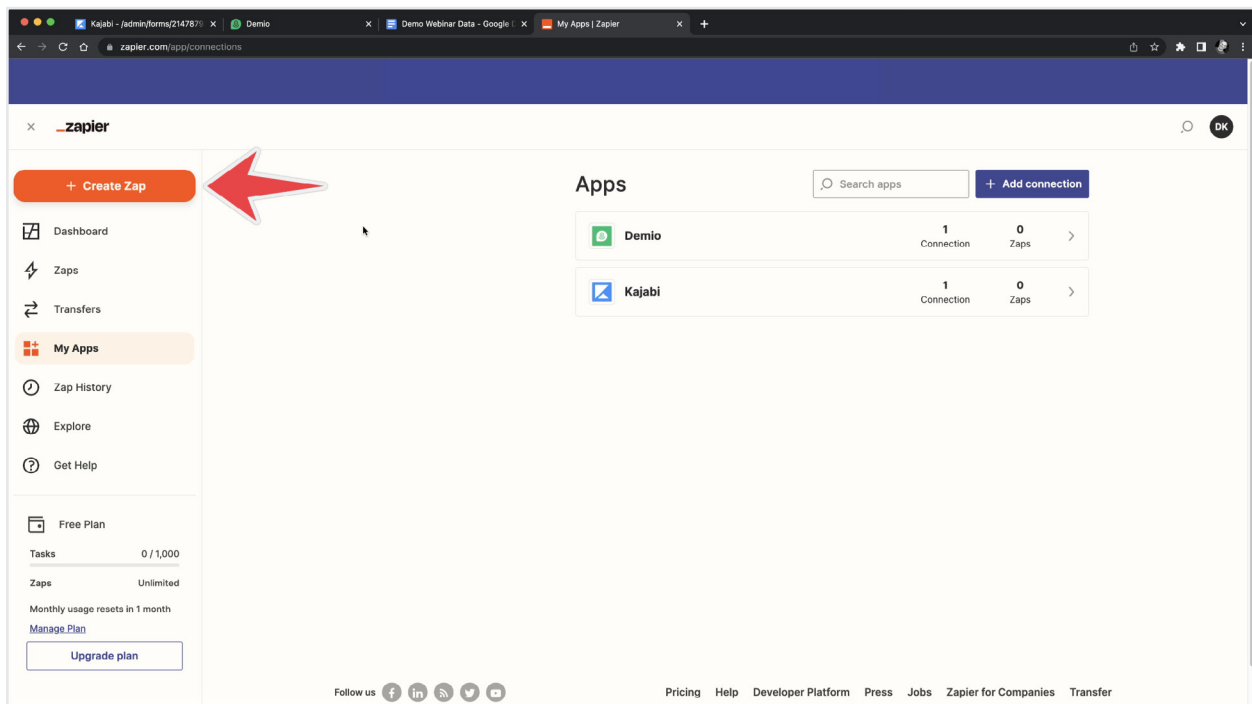 Kajabi - /admin/forms/2147879
Demio
Demo Webinar Data - Google D
My Apps | Zapier
zapier.com/app/connections
_zapier
DK
+ Create Zap
Dashboard
Zaps
Transfers
My Apps
Zap History
Explore
Get Help
Free Plan
Tasks 0 / 1,000
Zaps Unlimited
Monthly usage resets in 1 month
Manage Plan
Upgrade plan
Apps
Search apps
+ Add connection
Demio
1 Connection
0 Zaps
Kajabi
1 Connection
0 Zaps
Follow us
Pricing Help Developer Platform Press Jobs Zapier for Companies Transfer